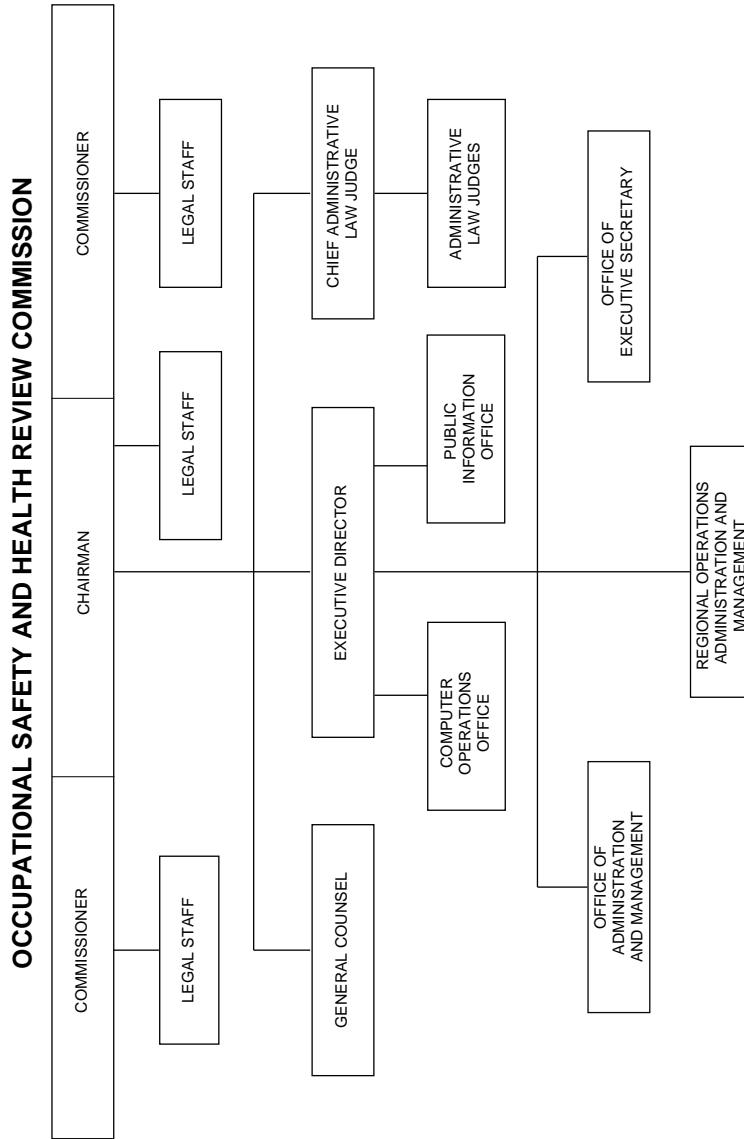 OCCUPATIONAL SAFETY AND HEALTH REVIEW COMMISSION
COMMISSIONER
CHAIRMAN
COMMISSIONER
LEGAL STAFF
LEGAL STAFF
LEGAL STAFF
GENERAL COUNSEL
EXECUTIVE DIRECTOR
CHIEF ADMINISTRATIVE
LAW JUDGE
COMPUTER
OPERATIONS
OFFICE
PUBLIC
INFORMATION
OFFICE
ADMINISTRATIVE
LAW JUDGES
OFFICE OF
ADMINISTRATION
AND MANAGEMENT
OFFICE OF
EXECUTIVE SECRETARY
REGIONAL OPERATIONS
ADMINISTRATION AND
MANAGEMENT